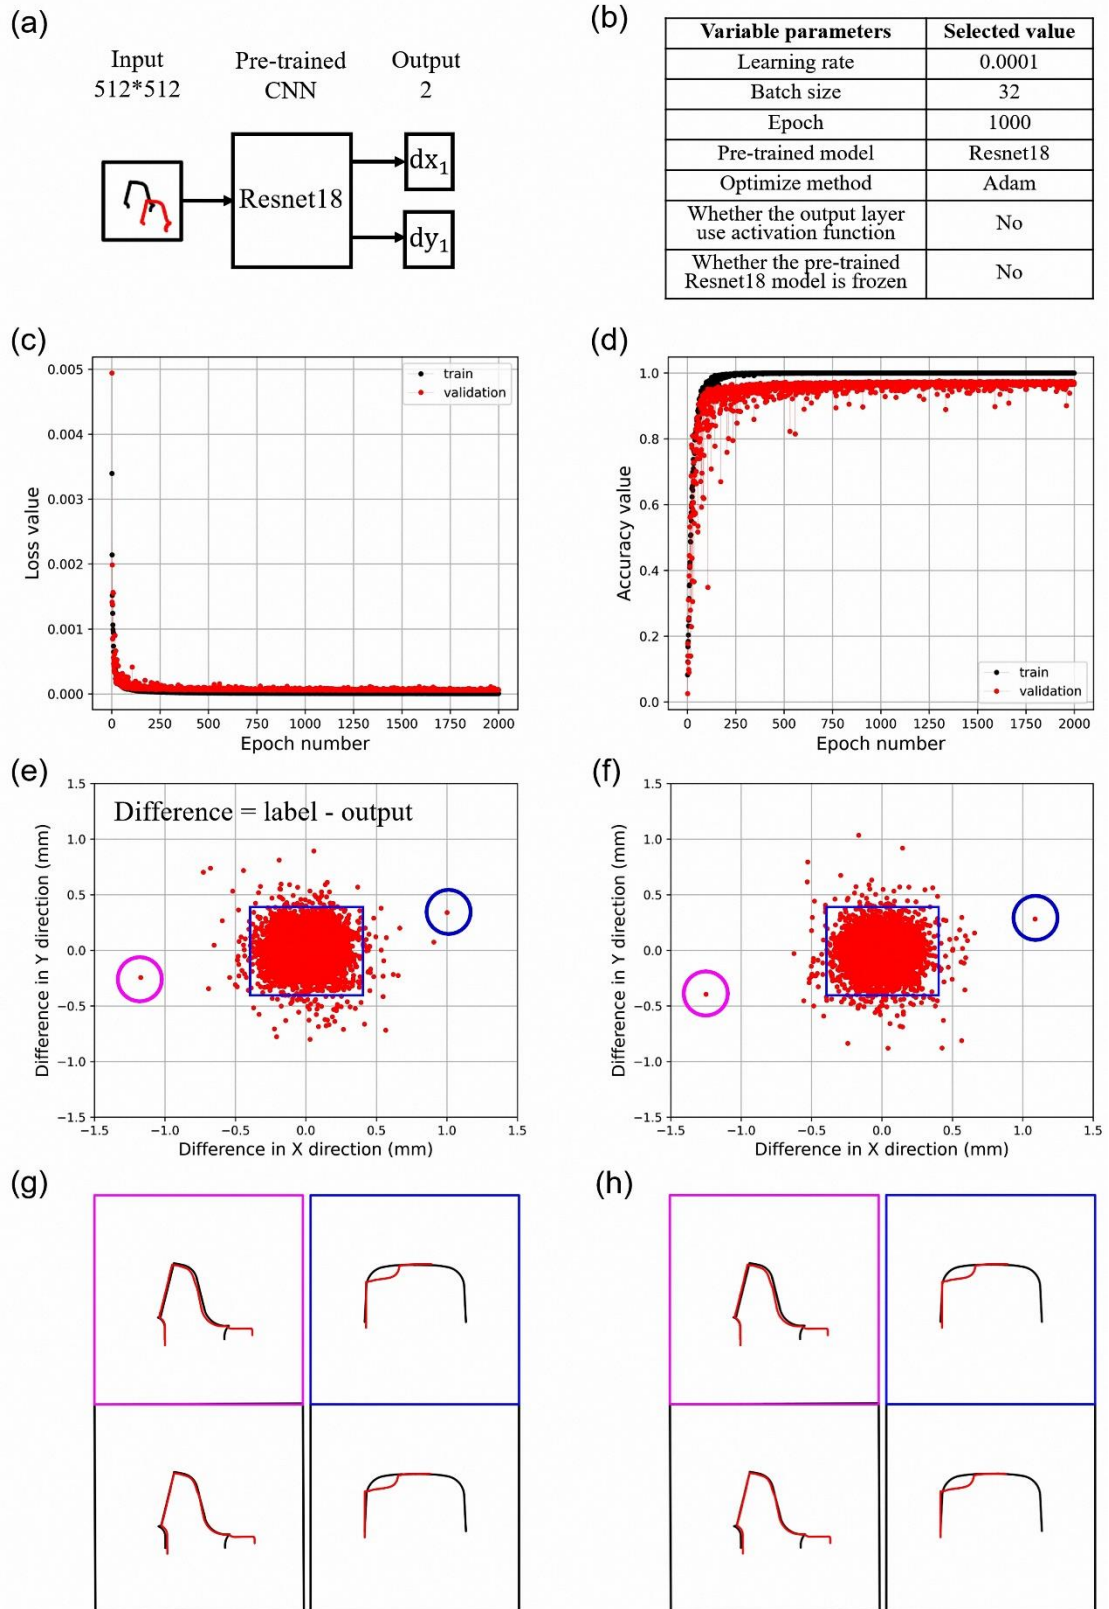 (a)
Input
512*512
Pre-trained
CNN
Output
2
Resnet18
dx₁
dy₁
(b)
Variable parameters Selected value
Learning rate 0.0001
Batch size 32
Epoch 1000
Pre-trained model Resnet18
Optimize method Adam
Whether the output layer
use activation function
No
Whether the pre-trained
Resnet18 model is frozen
No
(c)
0.005
0.004
0.003
0.002
0.001
0.000
Loss value
train
validation
0 250 500 750 1000 1250 1500 1750 2000
Epoch number
(d)
1.0
0.8
0.6
0.4
0.2
0.0
Accuracy value
train
validation
0 250 500 750 1000 1250 1500 1750 2000
Epoch number
(e)
Difference = label - output
1.5
1.0
0.5
0.0
−0.5
−1.0
−1.5
Difference in Y direction (mm)
−1.5 −1.0 −0.5 0.0 0.5 1.0 1.5
Difference in X direction (mm)
(f)
1.5
1.0
0.5
0.0
−0.5
−1.0
−1.5
Difference in Y direction (mm)
−1.5 −1.0 −0.5 0.0 0.5 1.0 1.5
Difference in X direction (mm)
(g)
(h)